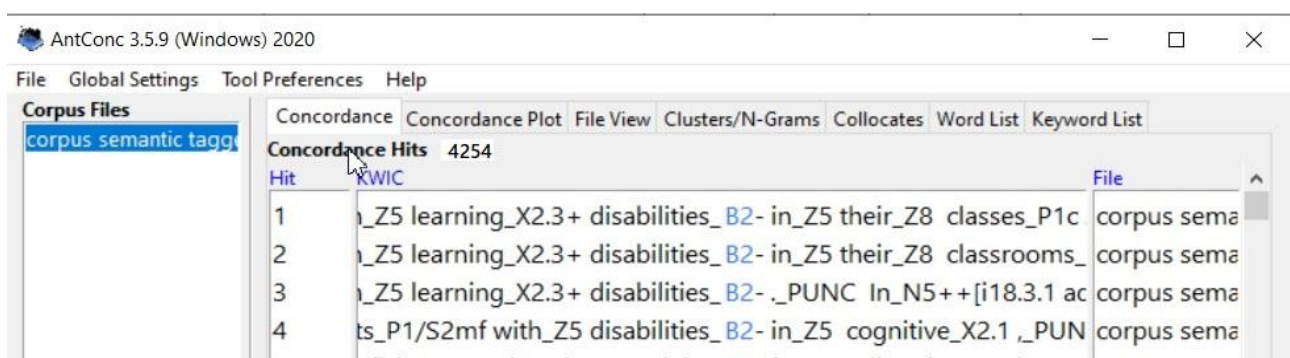 AntConc 3.5.9 (Windows) 2020
File Global Settings Tool Preferences Help
Corpus Files
corpus semantic tagge
Concordance Concordance Plot File View Clusters/N-Grams Collocates Word List Keyword List
Concordance Hits 4254
Hit KWIC File
1 n_Z5 learning_X2.3+ disabilities_ B2- in_Z5 their_Z8 classes_P1c corpus sema
2 n_Z5 learning_X2.3+ disabilities_ B2- in_Z5 their_Z8 classrooms_ corpus sema
3 n_Z5 learning_X2.3+ disabilities_ B2- ._PUNC In_N5++[i18.3.1 ac corpus sema
4 ts_P1/S2mf with_Z5 disabilities_ B2- in_Z5 cognitive_X2.1 ,_PUN corpus sema